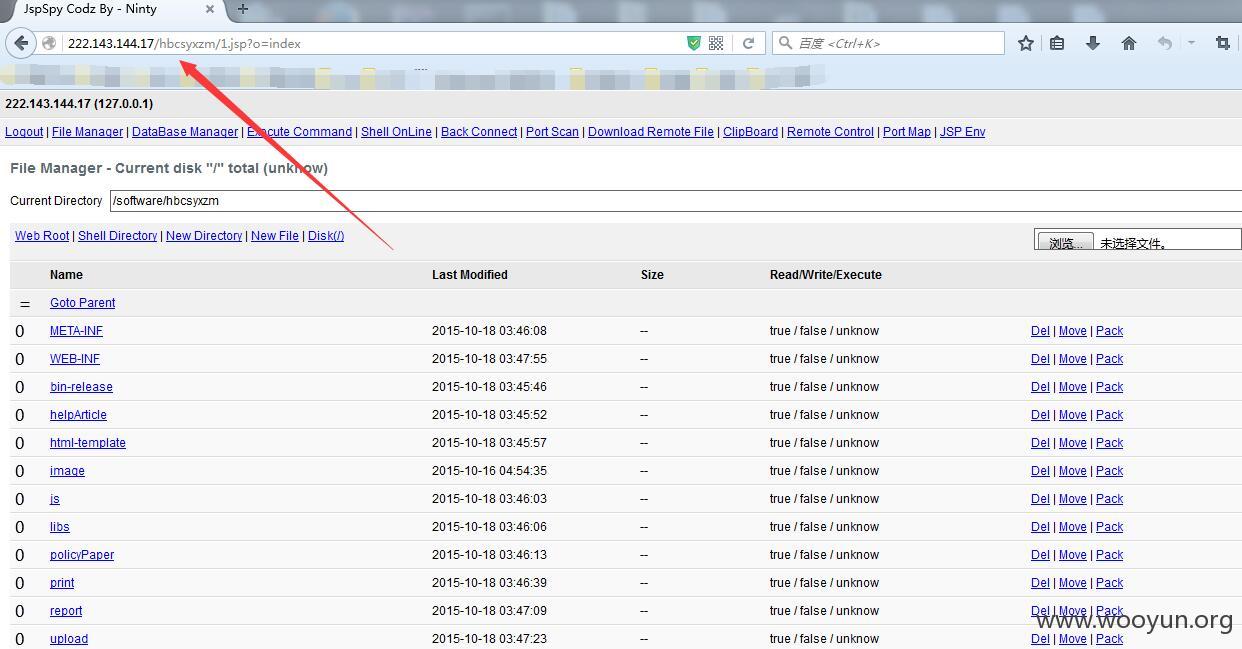 JspSpy Codz By - Ninty
222.143.144.17/hbcsyxzm/1.jsp?o=index
百度 <Ctrl+K>
222.143.144.17 (127.0.0.1)
Logout | File Manager | DataBase Manager | Execute Command | Shell OnLine | Back Connect | Port Scan | Download Remote File | ClipBoard | Remote Control | Port Map | JSP Env
File Manager - Current disk "/" total (unknow)
Current Directory /software/hbcsyxzm
Web Root | Shell Directory | New Directory | New File | Disk(/) 浏览... 未选择文件。
Name Last Modified Size Read/Write/Execute
= Goto Parent
0 META-INF 2015-10-18 03:46:08 -- true / false / unknow Del | Move | Pack
0 WEB-INF 2015-10-18 03:47:55 -- true / false / unknow Del | Move | Pack
0 bin-release 2015-10-18 03:45:46 -- true / false / unknow Del | Move | Pack
0 helpArticle 2015-10-18 03:45:52 -- true / false / unknow Del | Move | Pack
0 html-template 2015-10-18 03:45:57 -- true / false / unknow Del | Move | Pack
0 image 2015-10-16 04:54:35 -- true / false / unknow Del | Move | Pack
0 js 2015-10-18 03:46:03 -- true / false / unknow Del | Move | Pack
0 libs 2015-10-18 03:46:06 -- true / false / unknow Del | Move | Pack
0 policyPaper 2015-10-18 03:46:13 -- true / false / unknow Del | Move | Pack
0 print 2015-10-18 03:46:39 -- true / false / unknow Del | Move | Pack
0 report 2015-10-18 03:47:09 -- true / false / unknow Del | Move | Pack
0 upload 2015-10-18 03:47:23 -- true / false / unknow Del | Move | Pack
www.wooyun.org